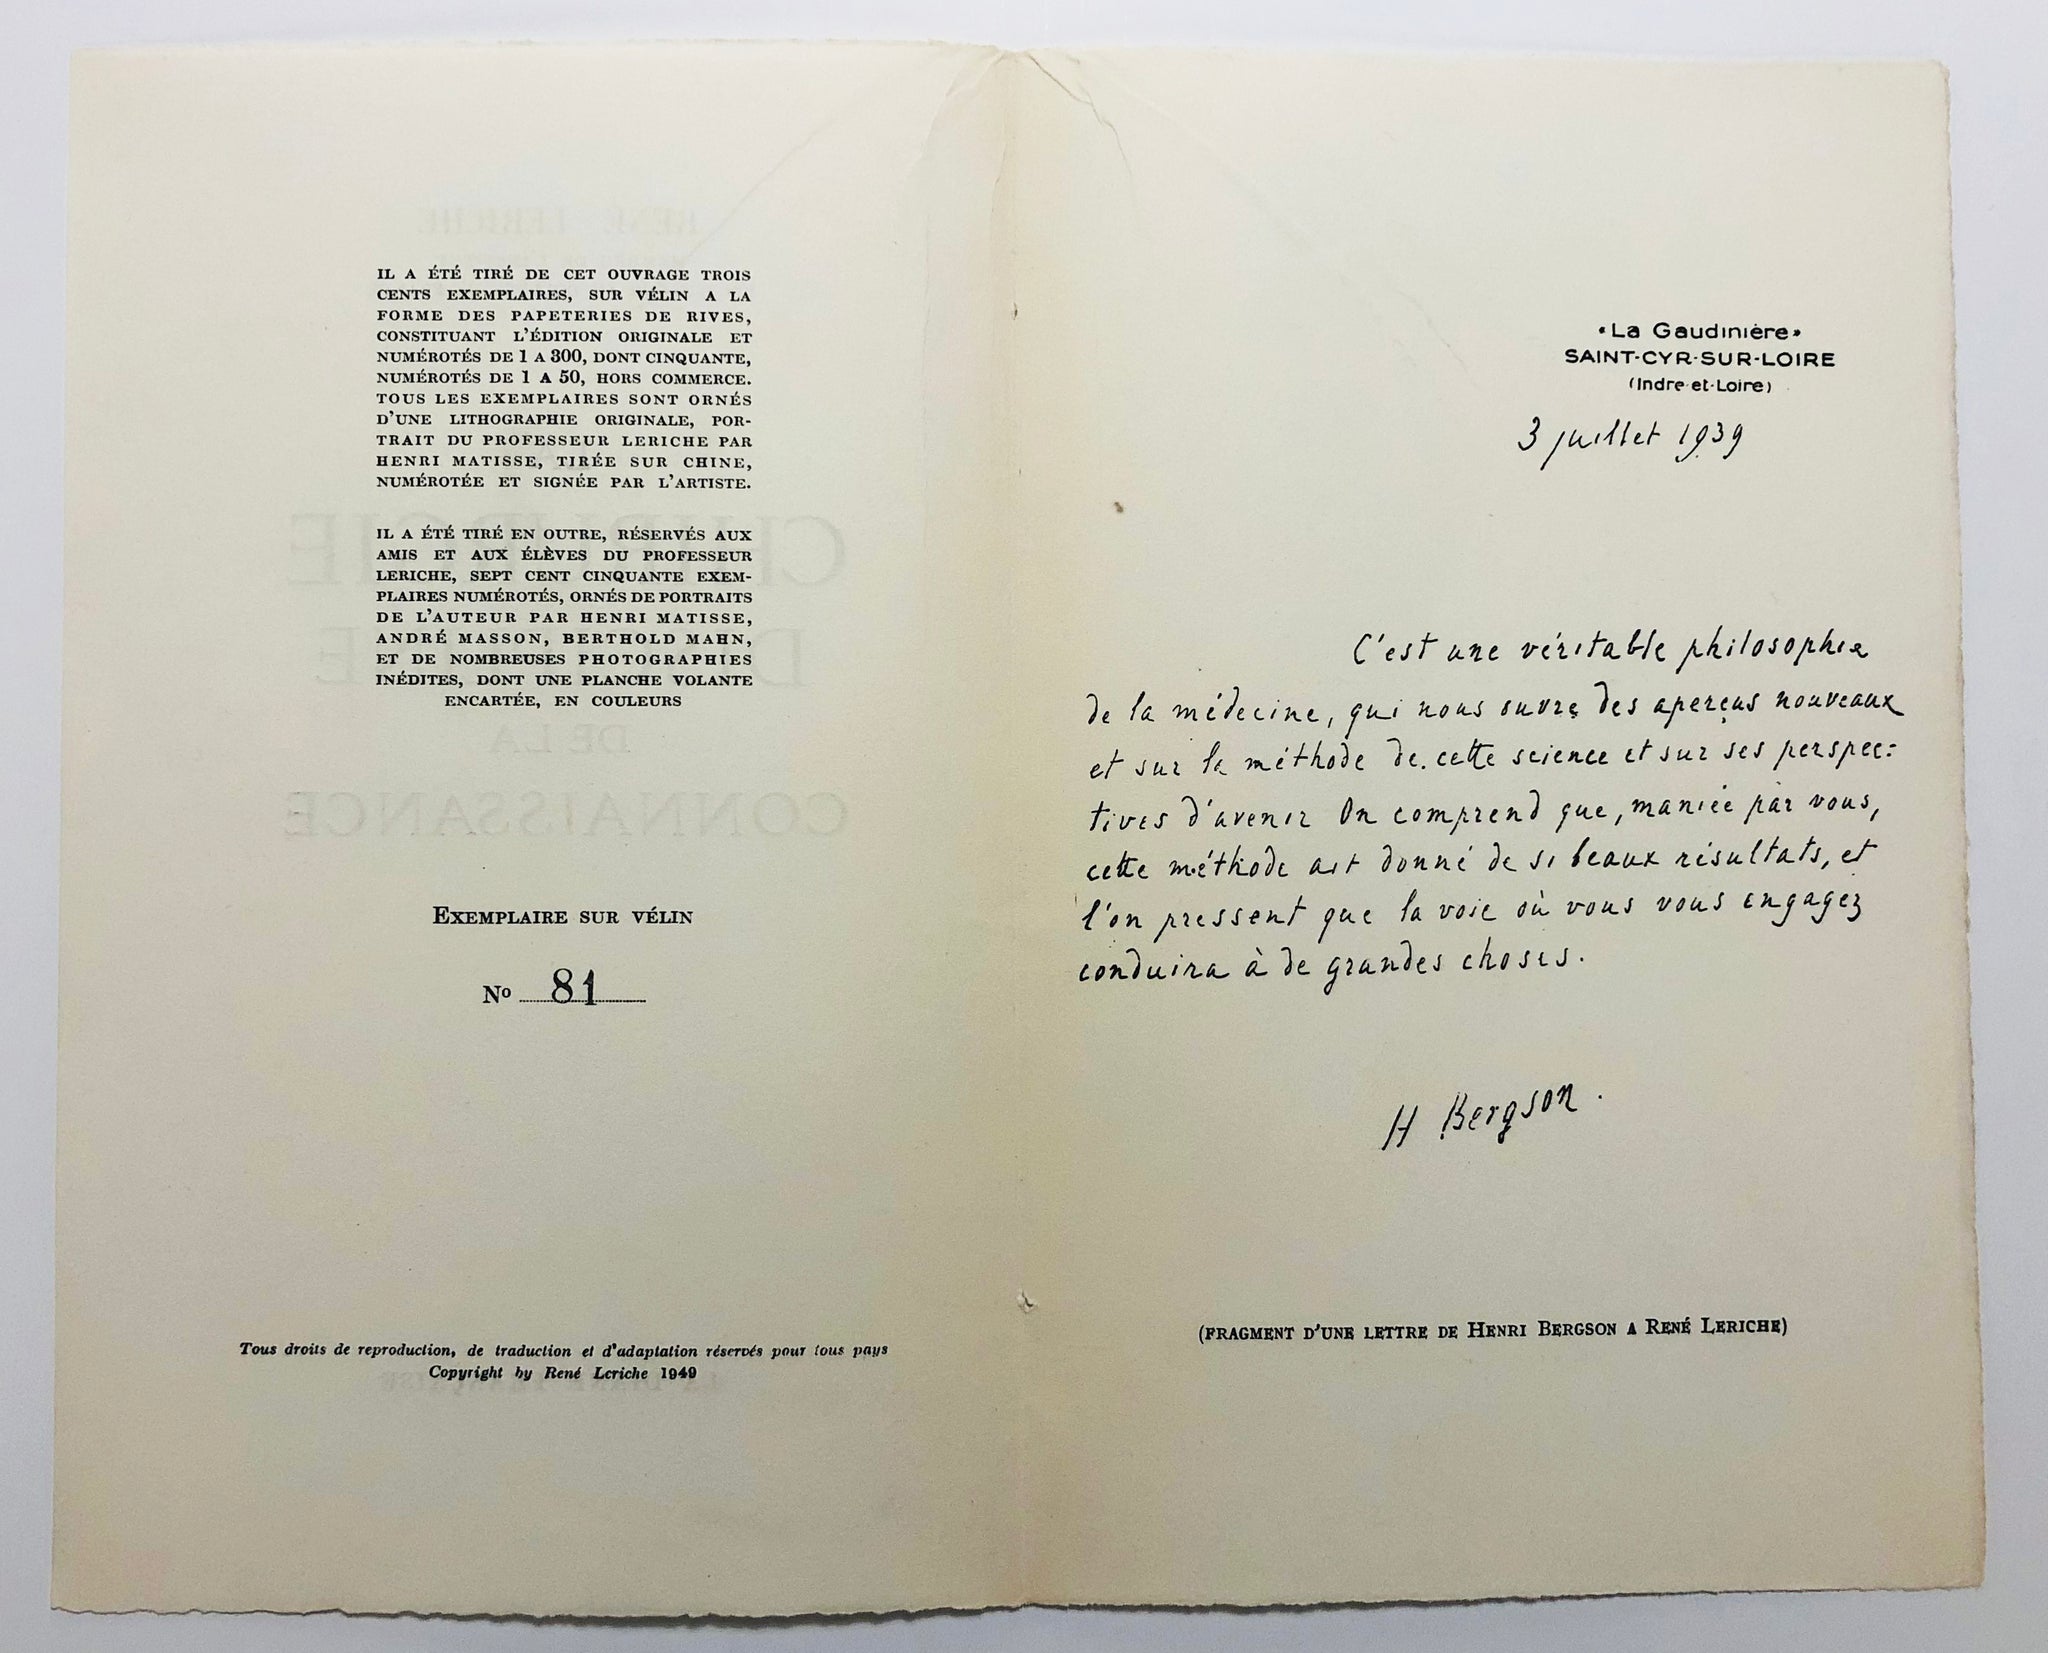 IL A ÉTÉ TIRÉ DE CET OUVRAGE TROIS
CENTS EXEMPLAIRES, SUR VÉLIN A LA
FORME DES PAPETERIES DE RIVES,
CONSTITUANT L'ÉDITION ORIGINALE ET
NUMÉROTÉS DE 1 A 300, DONT CINQUANTE,
NUMÉROTÉS DE 1 A 50, HORS COMMERCE.
TOUS LES EXEMPLAIRES SONT ORNÉS
D'UNE LITHOGRAPHIE ORIGINALE, POR-
TRAIT DU PROFESSEUR LERICHE PAR
HENRI MATISSE, TIRÉE SUR CHINE,
NUMÉROTÉE ET SIGNÉE PAR L'ARTISTE.
IL A ÉTÉ TIRÉ EN OUTRE, RÉSERVÉS AUX
AMIS ET AUX ÉLÈVES DU PROFESSEUR
LERICHE, SEPT CENT CINQUANTE EXEM-
PLAIRES NUMÉROTÉS, ORNÉS DE PORTRAITS
DE L'AUTEUR PAR HENRI MATISSE,
ANDRÉ MASSON, BERTHOLD MAHN,
ET DE NOMBREUSES PHOTOGRAPHIES
INÉDITES, DONT UNE PLANCHE VOLANTE
ENCARTÉE, EN COULEURS
EXEMPLAIRE SUR VÉLIN
Nº 81
Tous droits de reproduction, de traduction et d'adaptation réservés pour tous pays
Copyright by René Leriche 1949
«La Gaudinière»
SAINT-CYR-SUR-LOIRE
(Indre-et-Loire)
3 juillet 1939
C'est une véritable philosophie
de la médecine, qui nous ouvre des aperçus nouveaux
et sur la méthode de cette science et sur ses perspec=
tives d'avenir On comprend que, maniée par vous,
cette méthode ait donné de si beaux résultats, et
l'on pressent que la voie où vous vous engagez
conduira à de grandes choses.
H Bergson.
(FRAGMENT D'UNE LETTRE DE HENRI BERGSON A RENÉ LERICHE)